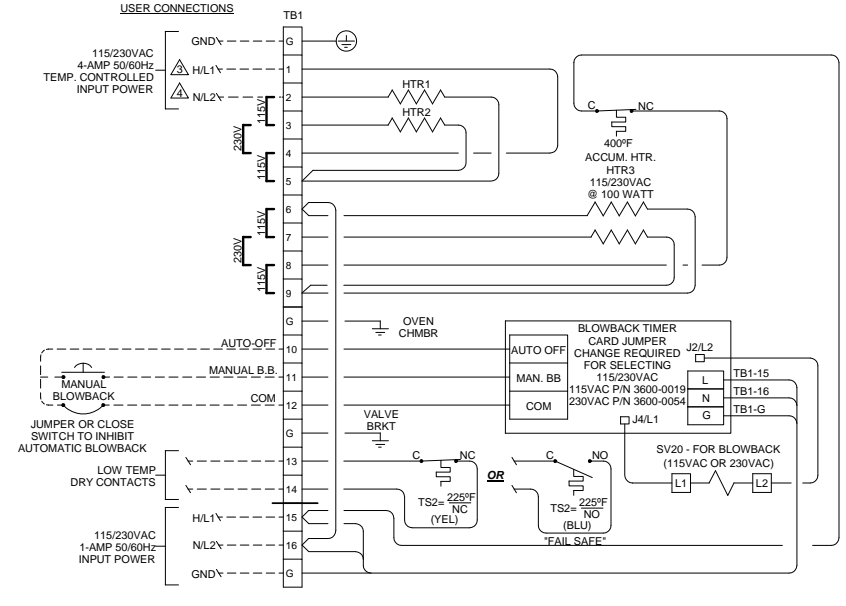 USER CONNECTIONS
TB1
GND
G
115/230VAC
4-AMP 50/60Hz
TEMP. CONTROLLED
INPUT POWER
3
H/L1
1
4
N/L2
2
HTR1
115V
3
HTR2
230V
4
115V
5
C
NC
400ºF
ACCUM. HTR.
HTR3
115/230VAC
@ 100 WATT
6
115V
7
230V
8
115V
9
G
OVEN
CHMBR
AUTO-OFF
10
MANUAL B.B.
11
COM
12
MANUAL
BLOWBACK
JUMPER OR CLOSE
SWITCH TO INHIBIT
AUTOMATIC BLOWBACK
G
VALVE
BRKT
AUTO OFF
MAN. BB
COM
BLOWBACK TIMER
CARD JUMPER
CHANGE REQUIRED
FOR SELECTING
115/230VAC
115VAC P/N 3600-0019
230VAC P/N 3600-0054
J2/L2
L
TB1-15
N
TB1-16
G
TB1-G
J4/L1
SV20 - FOR BLOWBACK
(115VAC OR 230VAC)
L1
L2
LOW TEMP
DRY CONTACTS
13
14
C
NC
TS2= 225ºF
NC
(YEL)
OR
C
NO
TS2= 225ºF
NO
(BLU)
"FAIL SAFE"
115/230VAC
1-AMP 50/60Hz
INPUT POWER
H/L1
15
N/L2
16
GND
G